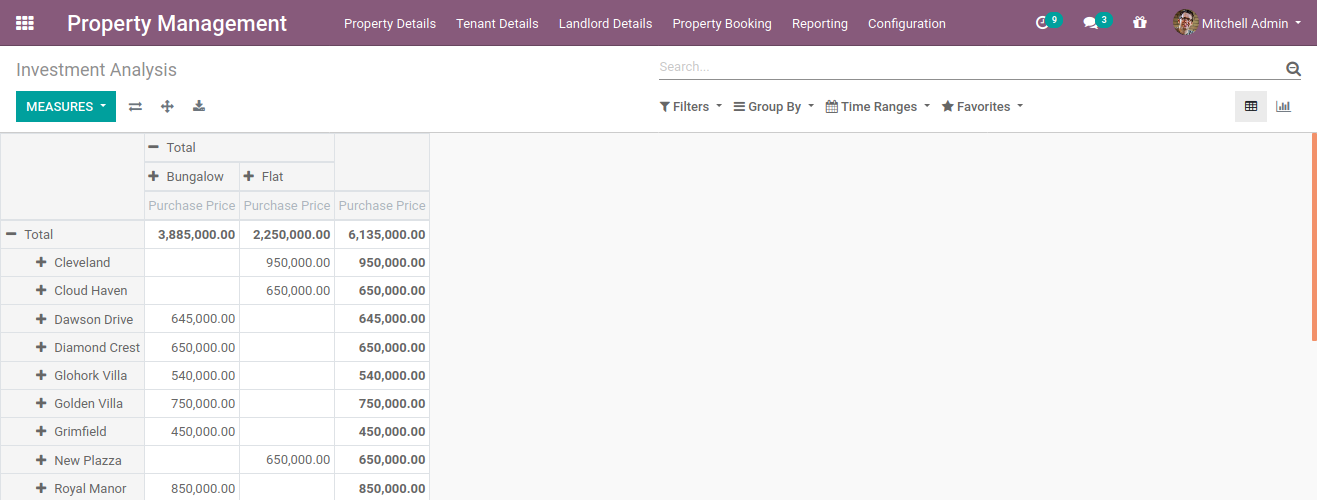 Property Management Property Details Tenant Details Landlord Details Property Booking Reporting Configuration 9 3 Mitchell Admin
Investment Analysis Search...
MEASURES Filters Group By Time Ranges Favorites
Total
Bungalow Flat
Purchase Price Purchase Price Purchase Price
Total 3,885,000.00 2,250,000.00 6,135,000.00
Cleveland 950,000.00 950,000.00
Cloud Haven 650,000.00 650,000.00
Dawson Drive 645,000.00 645,000.00
Diamond Crest 650,000.00 650,000.00
Glohork Villa 540,000.00 540,000.00
Golden Villa 750,000.00 750,000.00
Grimfield 450,000.00 450,000.00
New Plazza 650,000.00 650,000.00
Royal Manor 850,000.00 850,000.00